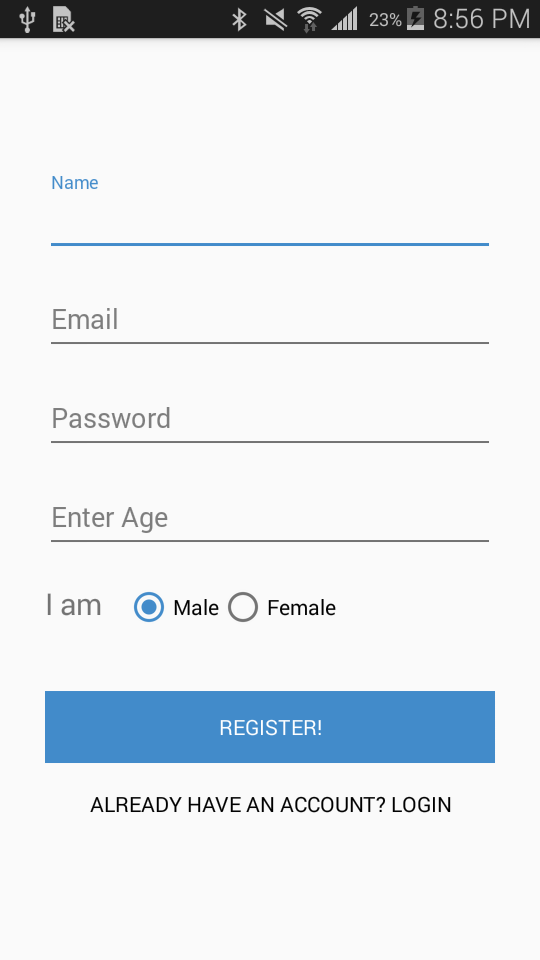 23% 8:56 PM
Name
Email
Password
Enter Age
I am Male Female
REGISTER!
ALREADY HAVE AN ACCOUNT? LOGIN